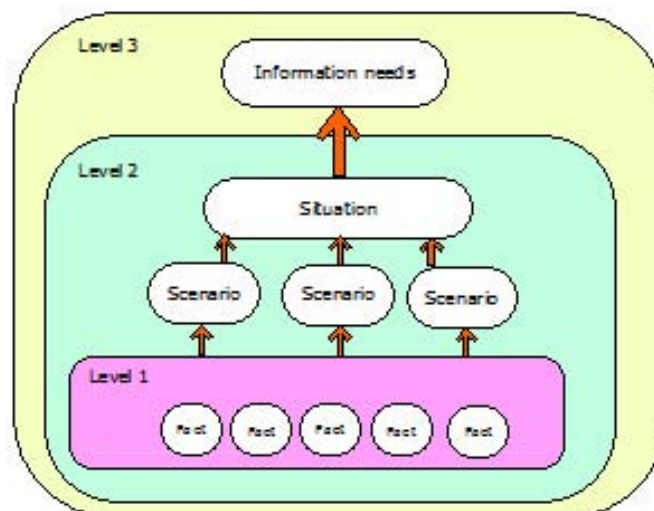 Level 3
Information needs
Level 2
Situation
Scenario
Scenario
Scenario
Level 1
Fact
Fact
Fact
Fact
Fact